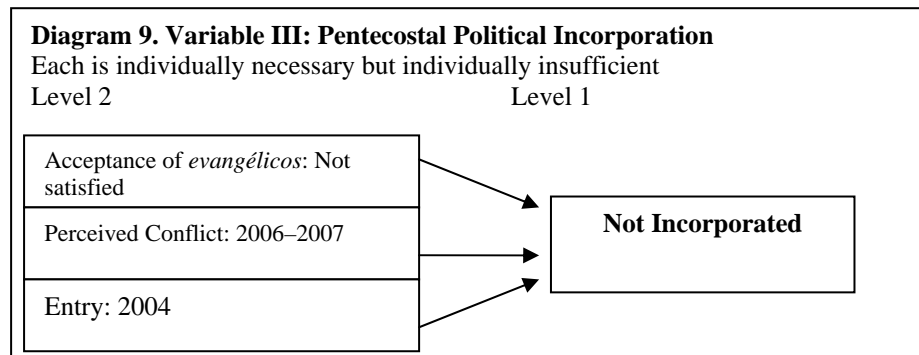 Diagram 9. Variable III: Pentecostal Political Incorporation
Each is individually necessary but individually insufficient
Level 2 Level 1
Acceptance of evangélicos: Not
satisfied
Perceived Conflict: 2006–2007
Entry: 2004
Not Incorporated